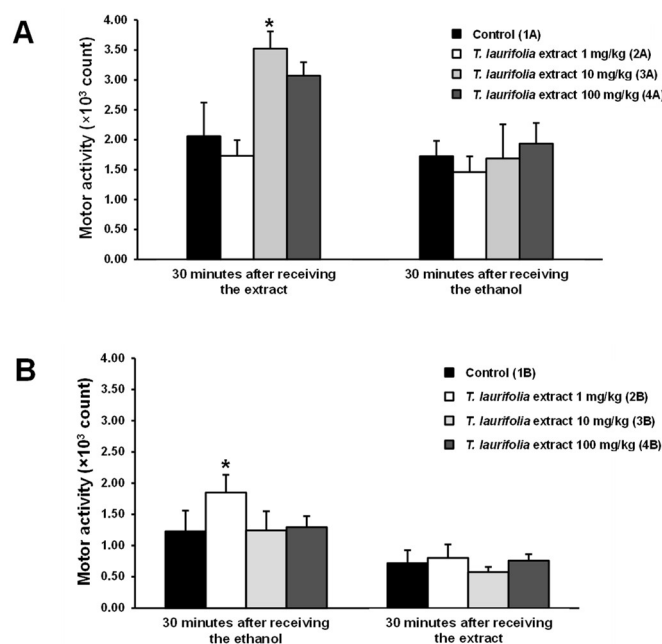 A
Motor activity (×10³ count)
4.00
3.50
3.00
2.50
2.00
1.50
1.00
0.50
0.00
*
Control (1A)
T. laurifolia extract 1 mg/kg (2A)
T. laurifolia extract 10 mg/kg (3A)
T. laurifolia extract 100 mg/kg (4A)
30 minutes after receiving
the extract
30 minutes after receiving
the ethanol
B
Motor activity (×10³ count)
4.00
3.50
3.00
2.50
2.00
1.50
1.00
0.50
0.00
*
Control (1B)
T. laurifolia extract 1 mg/kg (2B)
T. laurifolia extract 10 mg/kg (3B)
T. laurifolia extract 100 mg/kg (4B)
30 minutes after receiving
the ethanol
30 minutes after receiving
the extract